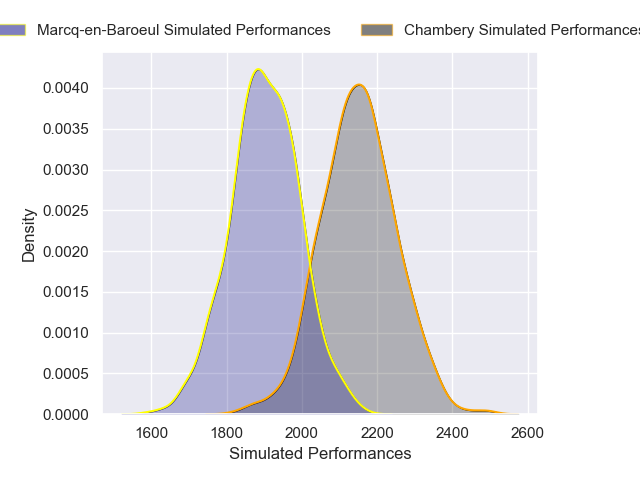 Marcq-en-Baroeul Simulated Performances
Chambery Simulated Performances
0.0040
0.0035
0.0030
0.0025
0.0020
0.0015
0.0010
0.0005
0.0000
Density
1600 1800 2000 2200 2400 2600
Simulated Performances